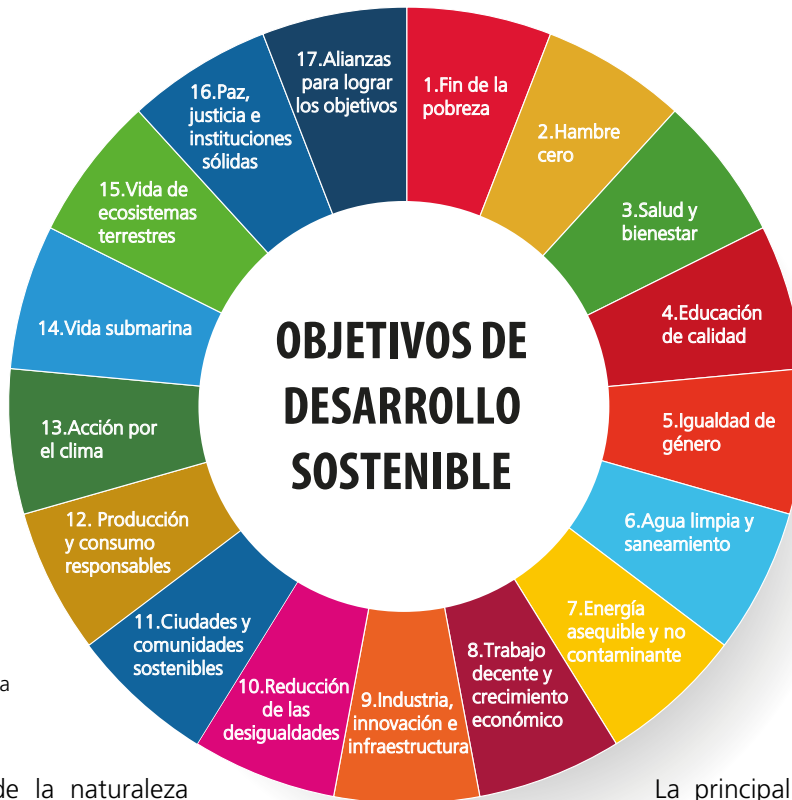 OBJETIVOS DE
DESARROLLO
SOSTENIBLE
1.Fin de la
pobreza
2.Hambre
cero
3.Salud y
bienestar
4.Educación
de calidad
5.Igualdad de
género
6.Agua limpia y
saneamiento
7.Energía
asequible y no
contaminante
8.Trabajo
decente y
crecimiento
económico
9.Industria,
innovación e
infraestructura
10.Reducción
de las
desigualdades
11.Ciudades y
comunidades
sostenibles
12. Producción
y consumo
responsables
13.Acción por
el clima
14.Vida submarina
15.Vida de
ecosistemas
terrestres
16.Paz,
justicia e
instituciones
sólidas
17.Alianzas
para lograr
los objetivos
a
de la naturaleza
La principal